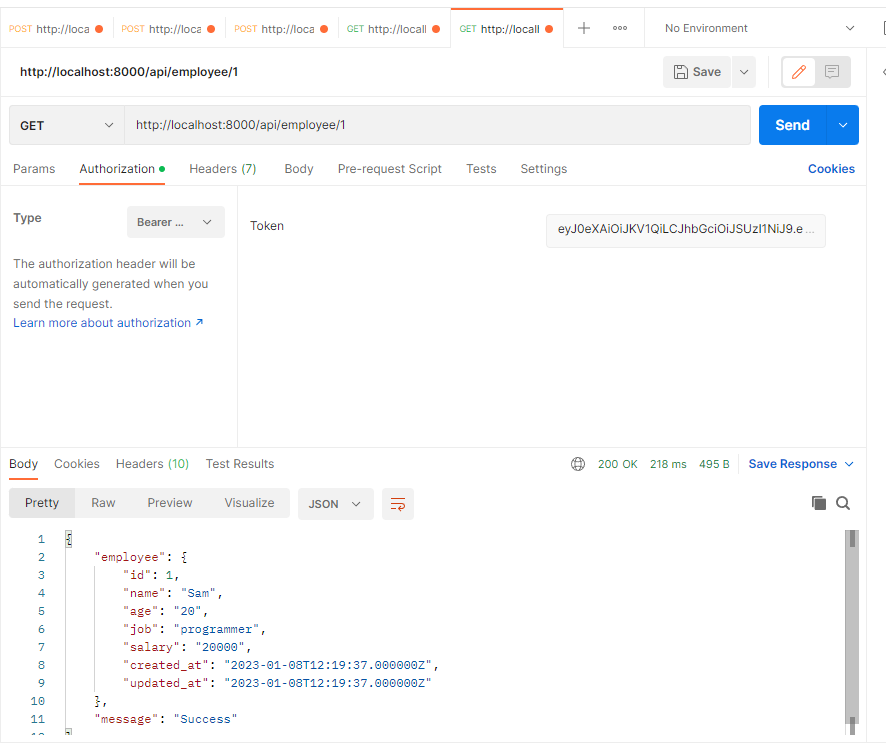 POST http://loca POST http://loca POST http://loca GET http://locall GET http://locall No Environment
http://localhost:8000/api/employee/1 Save
GET http://localhost:8000/api/employee/1 Send
Params Authorization Headers (7) Body Pre-request Script Tests Settings Cookies
Type Bearer ... Token eyJ0eXAiOiJKV1QiLCJhbGciOiJSUzI1NiJ9.e ...
The authorization header will be
automatically generated when you
send the request.
Learn more about authorization ↗
Body Cookies Headers (10) Test Results 200 OK 218 ms 495 B Save Response
Pretty Raw Preview Visualize JSON
1 {
2 "employee": {
3 "id": 1,
4 "name": "Sam",
5 "age": "20",
6 "job": "programmer",
7 "salary": "20000",
8 "created_at": "2023-01-08T12:19:37.000000Z",
9 "updated_at": "2023-01-08T12:19:37.000000Z"
10 },
11 "message": "Success"